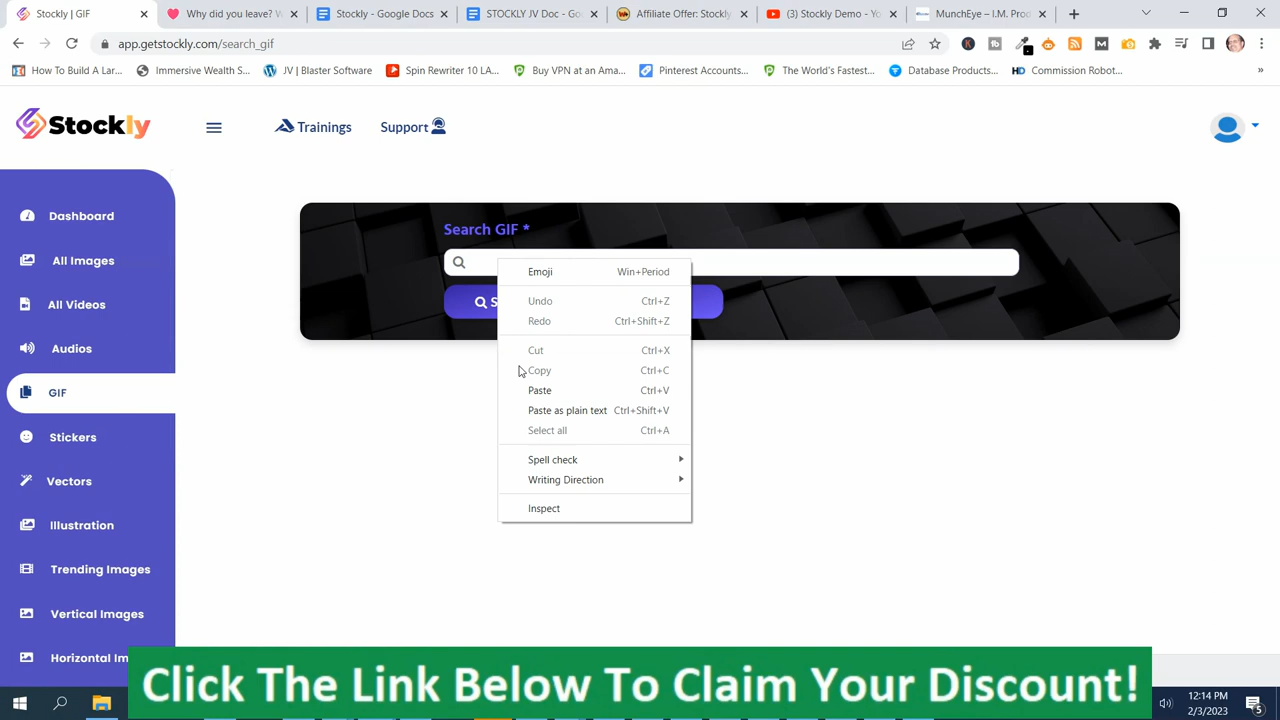 Stockly | GIF
Why did you leave? W
Stockly - Google Docs
STOCKLY JV Doc - Go
Affiliate Offer: Stockly
(3) Stockly Demo - Yo
MunchEye – I.M. Prod
app.getstockly.com/search_gif
How To Build A Lar...
Immersive Wealth S...
JV | Blaster Software
Spin Rewriter 10 LA...
Buy VPN at an Ama...
Pinterest Accounts...
The World's Fastest...
Database Products...
Commission Robot...
»
Stockly
Trainings
Support
Dashboard
All Images
All Videos
Audios
GIF
Stickers
Vectors
Illustration
Trending Images
Vertical Images
Horizontal Im
Search GIF *
S
Emoji Win+Period
Undo Ctrl+Z
Redo Ctrl+Shift+Z
Cut Ctrl+X
Copy Ctrl+C
Paste Ctrl+V
Paste as plain text Ctrl+Shift+V
Select all Ctrl+A
Spell check
Writing Direction
Inspect
Click The Link Below To Claim Your Discount!
12:14 PM
2/3/2023
5